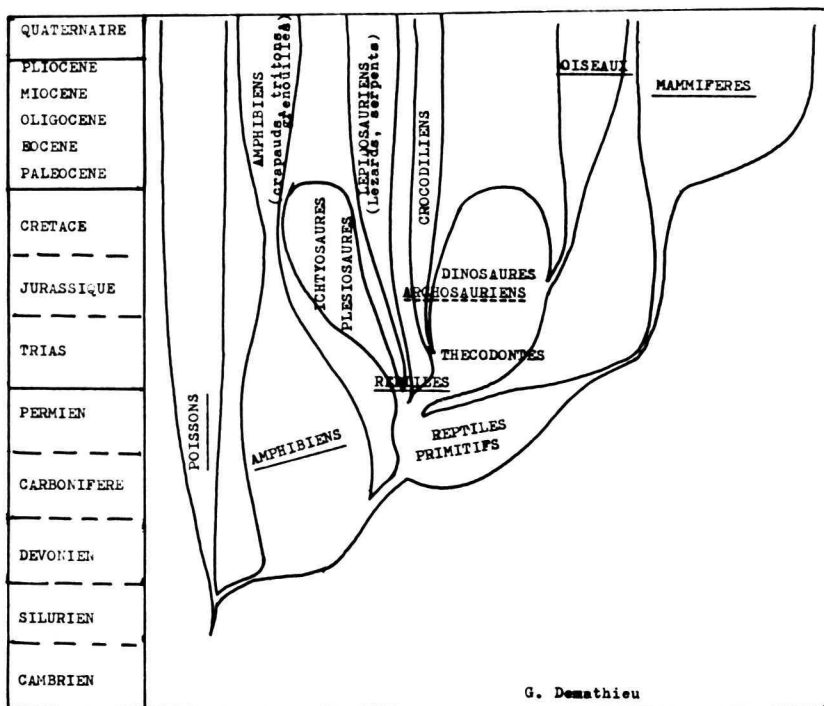 QUATERNAIRE
PLIOCENE
MIOCENE
OLIGOCENE
EOCENE
PALEOCENE
CRETACE
JURASSIQUE
TRIAS
PERMIEN
CARBONIFERE
DEVONIEN
SILURIEN
CAMBRIEN
POISSONS
AMPHIBIENS
(crapauds, tritons,
grenouilles)
AMPHIBIENS
ICHTYOSAURES
PLESIOSAURES
LEPIDOSAURIENS
(Lezards, serpents)
CROCODILIENS
OISEAUX
MAMMIFERES
DINOSAURES
ARCHOSAURIENS
THECODONTES
REPTILES
REPTILES
PRIMITIFS
G. Demathieu